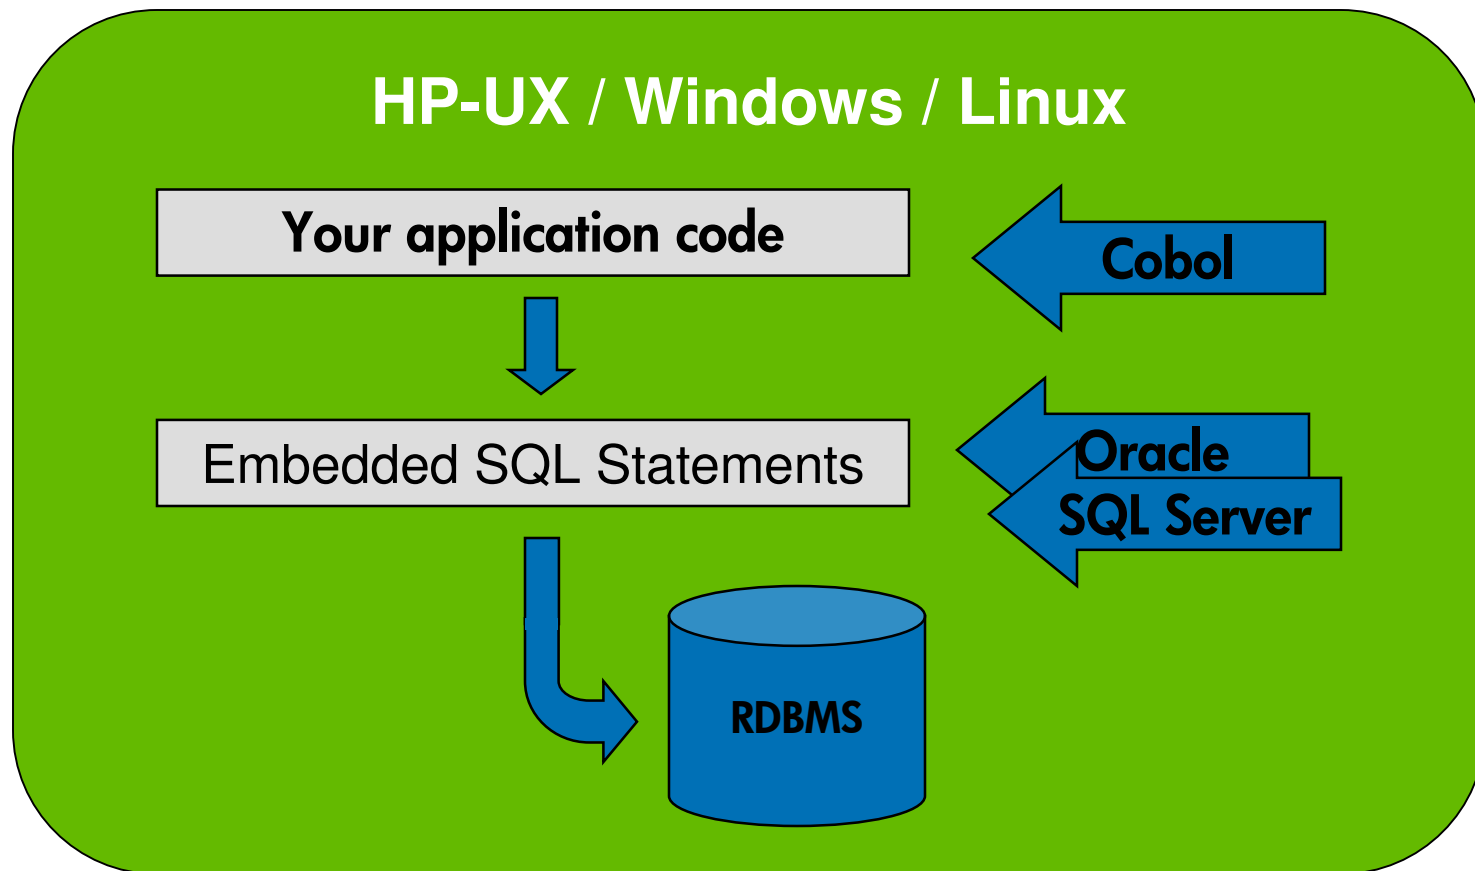 HP-UX / Windows / Linux
Your application code
Cobol
Embedded SQL Statements
Oracle
SQL Server
RDBMS